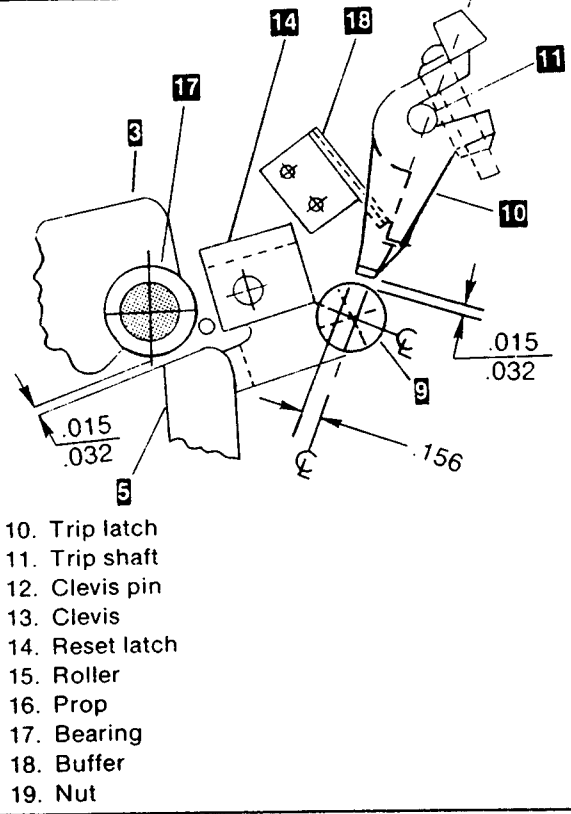 14
18
11
17
3
10
.015
.032
9
.015
.032
.156
5
10. Trip latch
11. Trip shaft
12. Clevis pin
13. Clevis
14. Reset latch
15. Roller
16. Prop
17. Bearing
18. Buffer
19. Nut